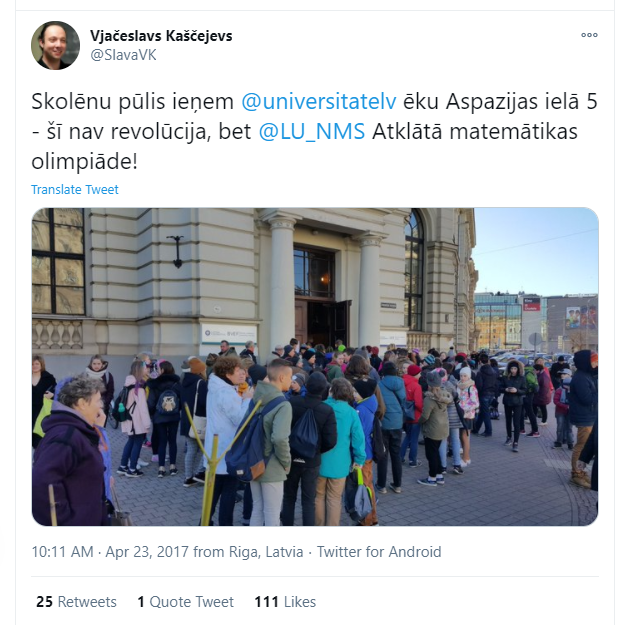 Vjačeslavs Kaščejevs
@SlavaVK
Skolēnu pūlis ieņem @universitatelv ēku Aspazijas ielā 5
- šī nav revolūcija, bet @LU_NMS Atklātā matemātikas
olimpiāde!
Translate Tweet
10:11 AM · Apr 23, 2017 from Riga, Latvia · Twitter for Android
25 Retweets 1 Quote Tweet 111 Likes